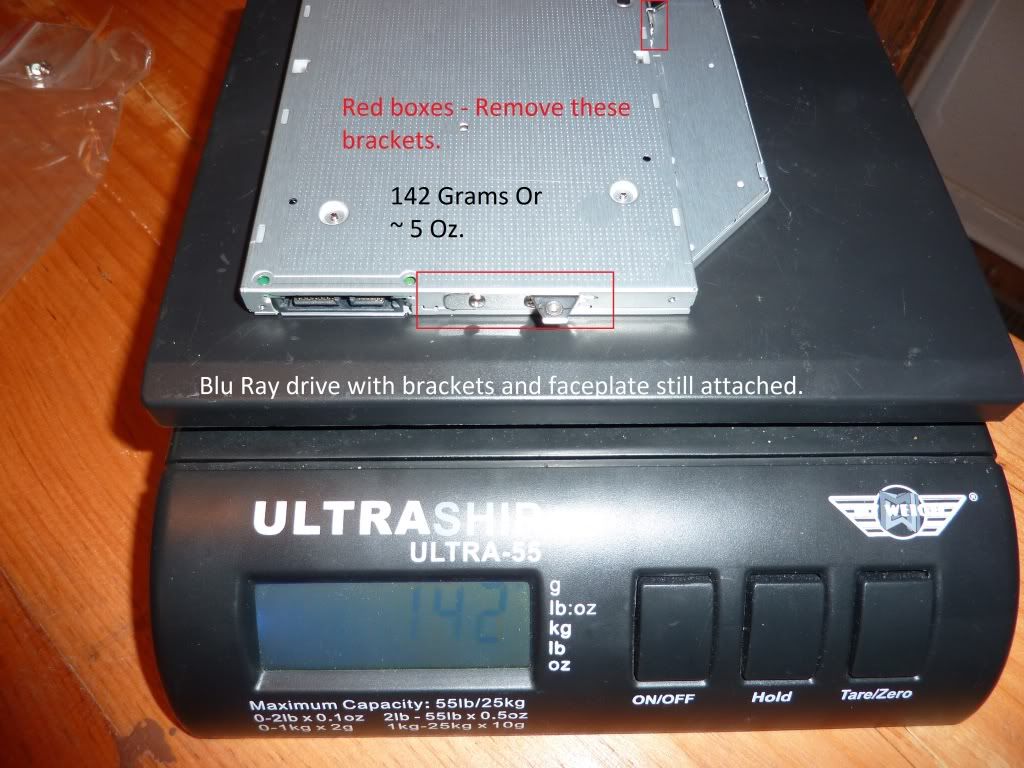 Red boxes - Remove these
brackets.
142 Grams Or
~ 5 Oz.
Blu Ray drive with brackets and faceplate still attached.
ULTRASHIP
ULTRA-55
MY WEIGH ®
142
g
lb:oz
kg
lb
oz
ON/OFF
Hold
Tare/Zero
Maximum Capacity: 55lb/25kg
0-2lb x 0.1oz 2lb - 55lb x 0.5oz
0-1kg x 2g 1kg-25kg x 10g